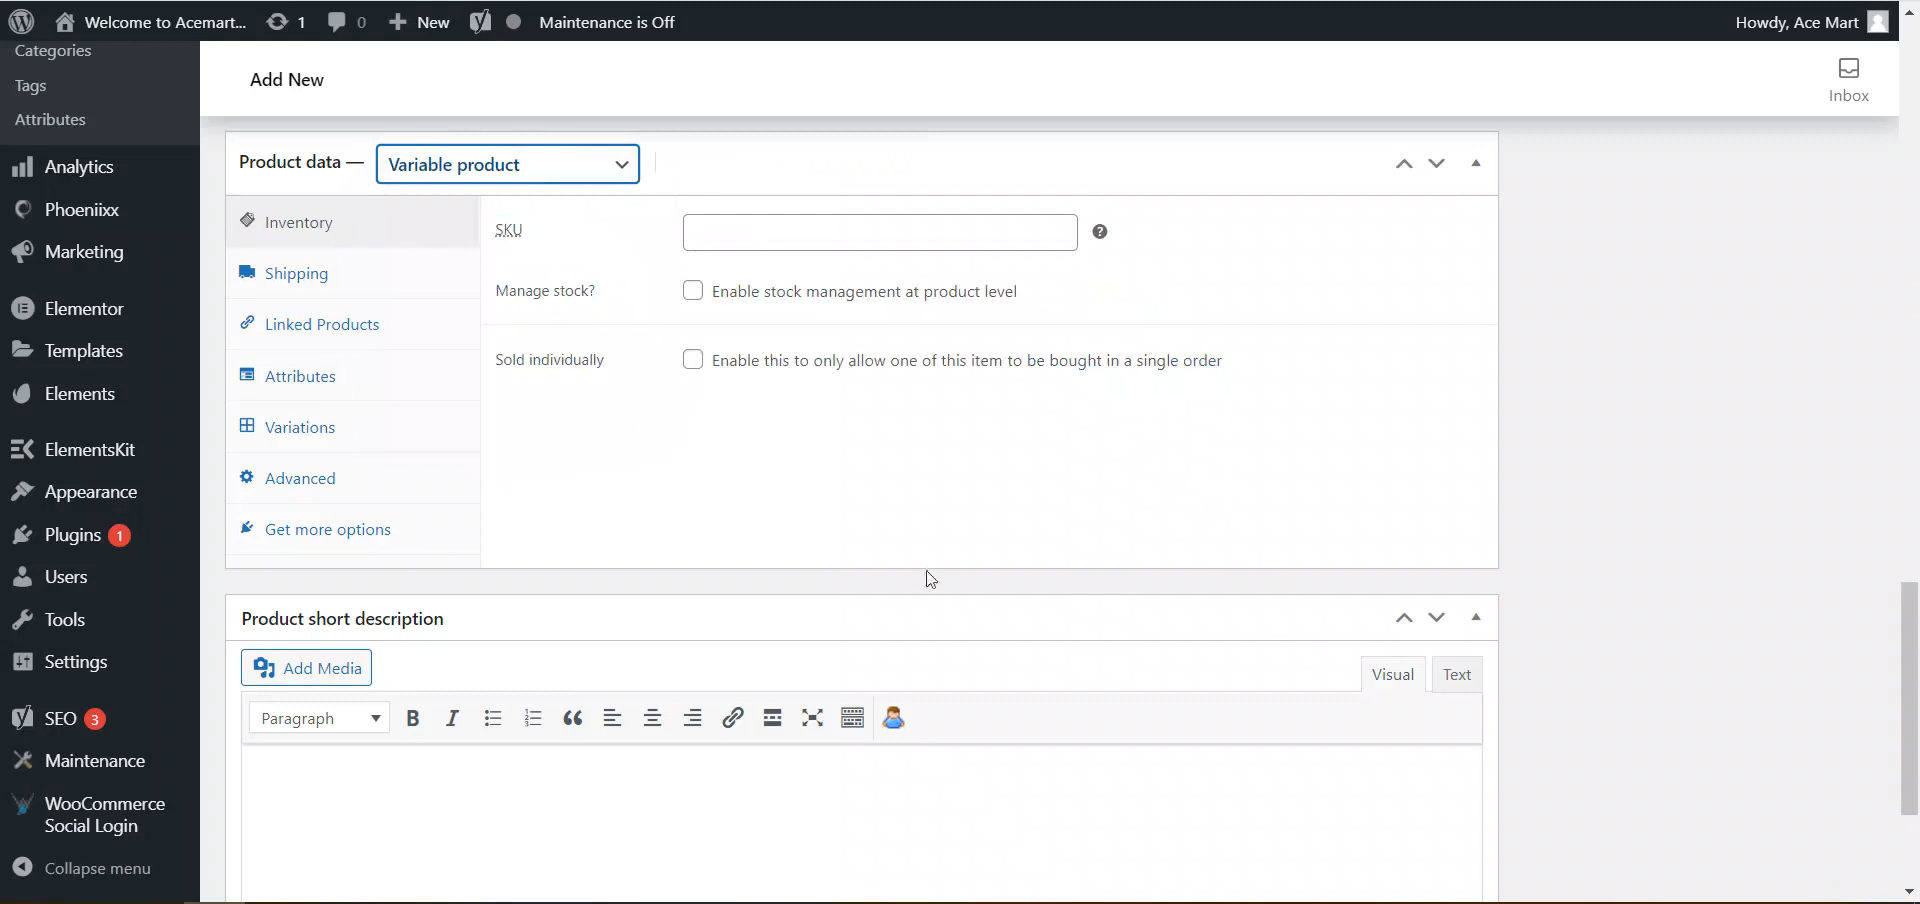 Welcome to Acemart... 1 0 New Maintenance is Off Howdy, Ace Mart
Categories
Tags
Attributes
Analytics
Phoeniixx
Marketing
Elementor
Templates
Elements
ElementsKit
Appearance
Plugins 1
Users
Tools
Settings
SEO 3
Maintenance
WooCommerce
Social Login
Collapse menu
Add New
Inbox
Product data — Variable product
Inventory
Shipping
Linked Products
Attributes
Variations
Advanced
Get more options
SKU
Manage stock? Enable stock management at product level
Sold individually Enable this to only allow one of this item to be bought in a single order
Product short description
Add Media
Visual Text
Paragraph